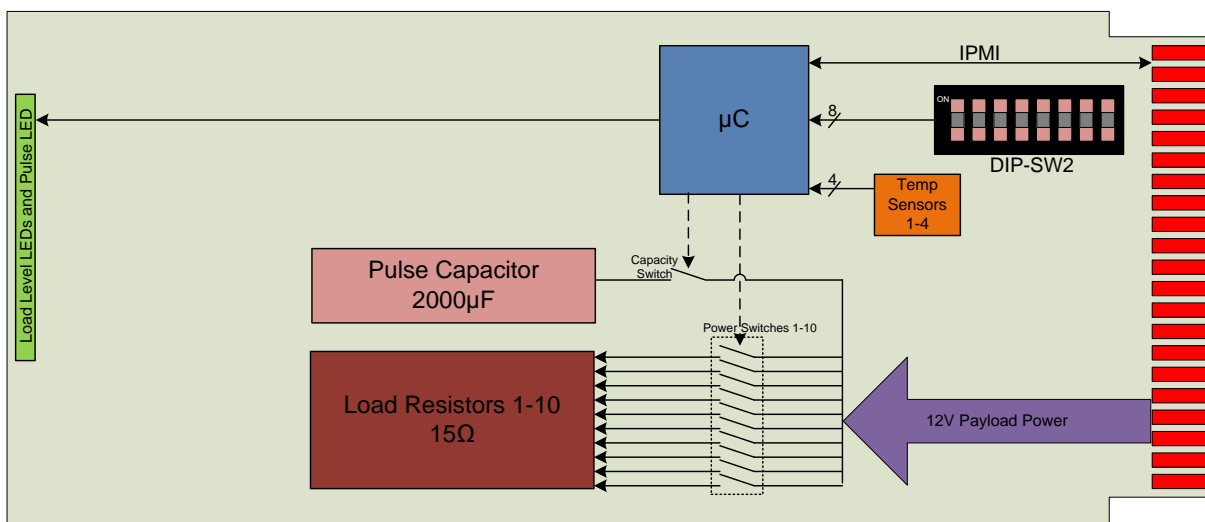 IPMI
µC
8
ON
DIP-SW2
4
Temp
Sensors
1-4
Load Level LEDs and Pulse LED
Pulse Capacitor
2000µF
Capacity
Switch
Power Switches 1-10
Load Resistors 1-10
15Ω
12V Payload Power